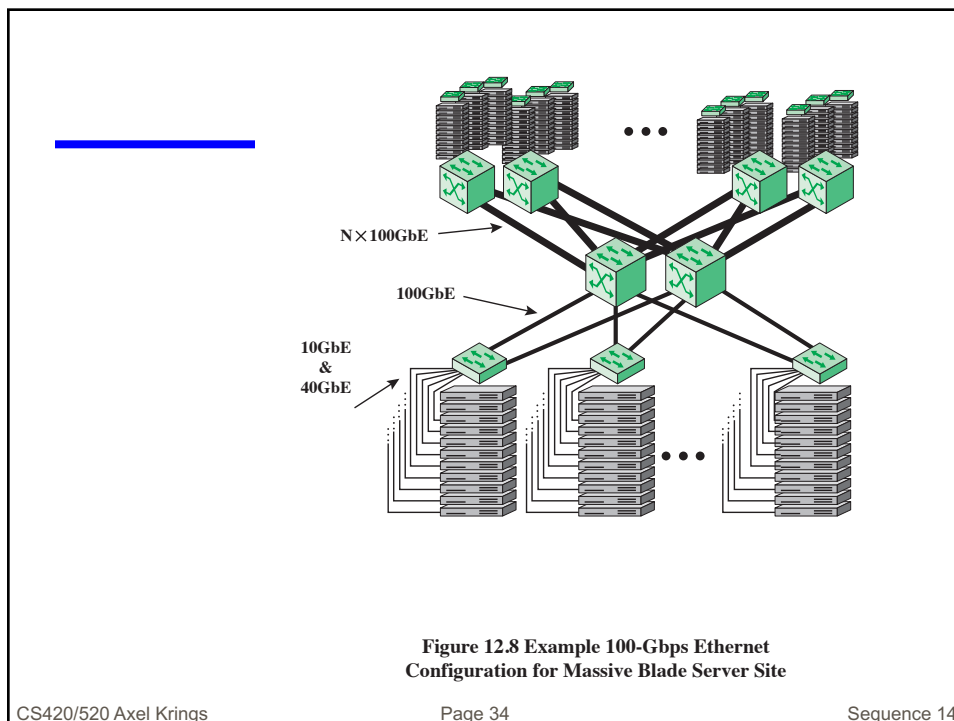 N×100GbE
100GbE
10GbE
&
40GbE
Figure 12.8 Example 100-Gbps Ethernet
Configuration for Massive Blade Server Site
CS420/520 Axel Krings
Page 34
Sequence 14